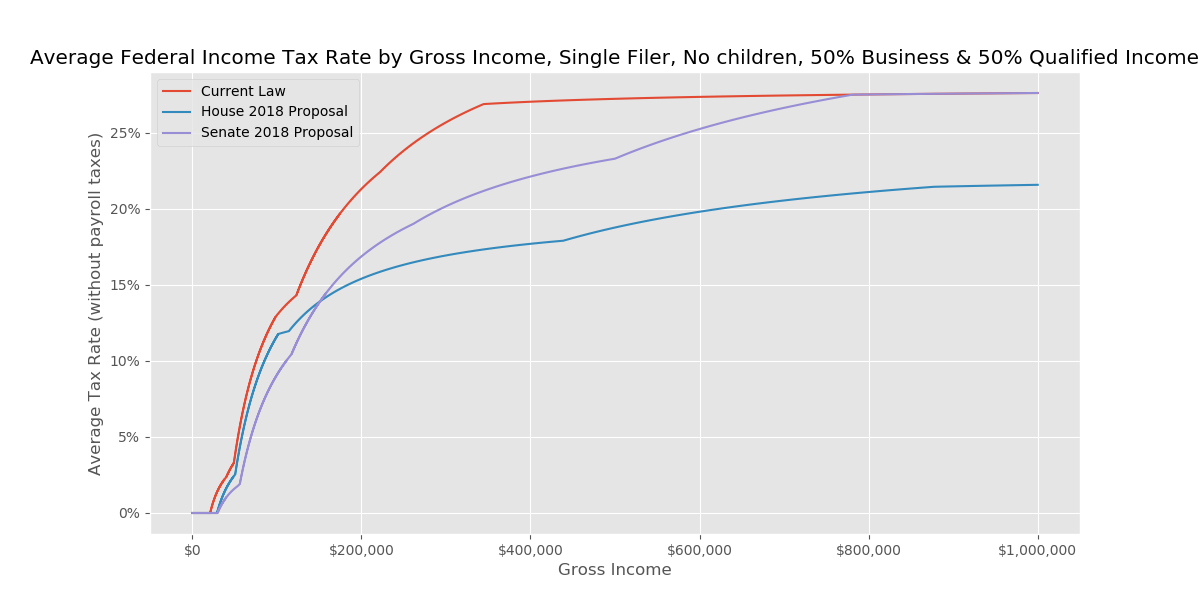 Average Federal Income Tax Rate by Gross Income, Single Filer, No children, 50% Business & 50% Qualified Income
Current Law
House 2018 Proposal
Senate 2018 Proposal
Average Tax Rate (without payroll taxes)
25%
20%
15%
10%
5%
0%
$0
$200,000
$400,000
$600,000
$800,000
$1,000,000
Gross Income